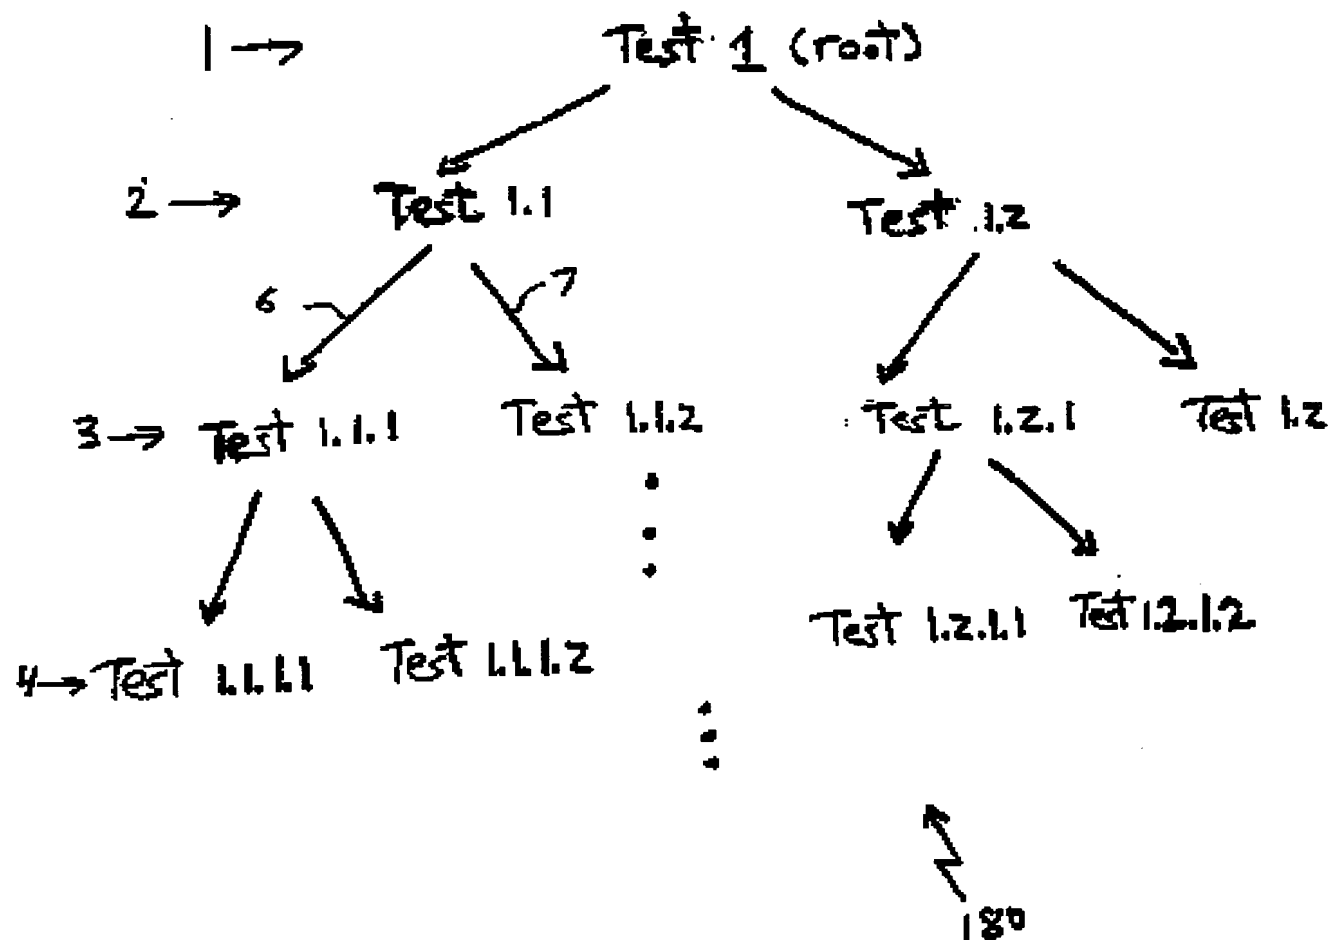 1 → Test 1 (root)
2 → Test 1.1 Test 1.2
6 7
3 → Test 1.1.1 Test 1.1.2 Test 1.2.1 Test 1.2
4 → Test 1.1.1.1 Test 1.1.1.2 Test 1.2.1.1 Test 1.2.1.2
180